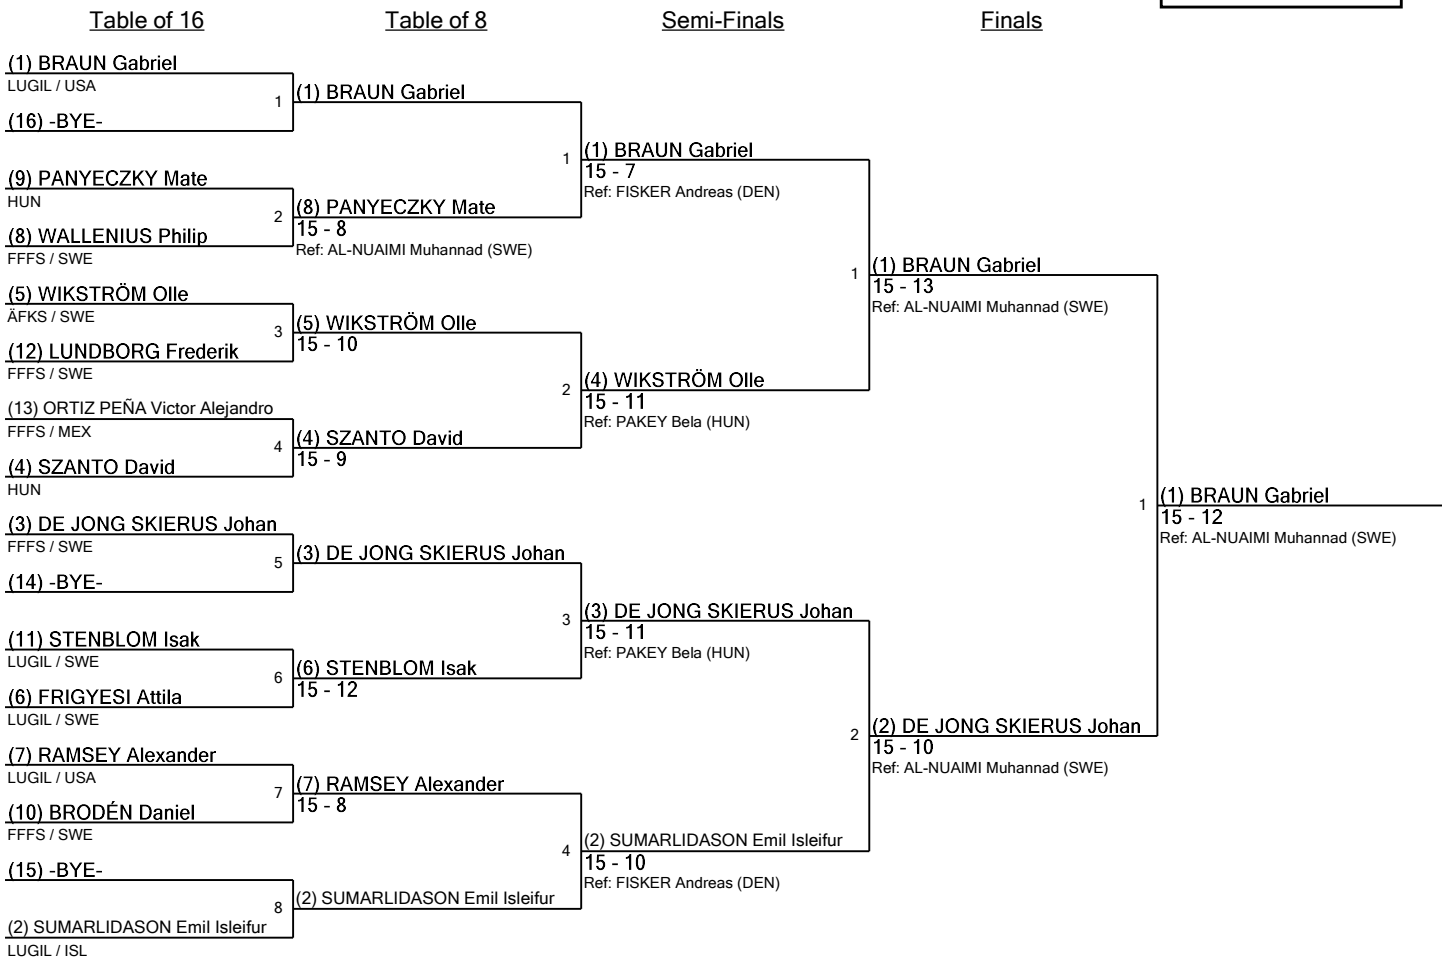 Table of 16
Table of 8
Semi-Finals
Finals
(1) BRAUN Gabriel
LUGIL / USA
(16) -BYE-
(9) PANYECZKY Mate
HUN
(8) WALLENIUS Philip
FFFS / SWE
(5) WIKSTRÖM Olle
ÄFKS / SWE
(12) LUNDBORG Frederik
FFFS / SWE
(13) ORTIZ PEÑA Victor Alejandro
FFFS / MEX
(4) SZANTO David
HUN
(3) DE JONG SKIERUS Johan
FFFS / SWE
(14) -BYE-
(11) STENBLOM Isak
LUGIL / SWE
(6) FRIGYESI Attila
LUGIL / SWE
(7) RAMSEY Alexander
LUGIL / USA
(10) BRODÉN Daniel
FFFS / SWE
(15) -BYE-
(2) SUMARLIDASON Emil Isleifur
LUGIL / ISL
1
(1) BRAUN Gabriel
2
(8) PANYECZKY Mate
15 - 8
Ref: AL-NUAIMI Muhannad (SWE)
3
(5) WIKSTRÖM Olle
15 - 10
4
(4) SZANTO David
15 - 9
5
(3) DE JONG SKIERUS Johan
6
(6) STENBLOM Isak
15 - 12
7
(7) RAMSEY Alexander
15 - 8
8
(2) SUMARLIDASON Emil Isleifur
1
(1) BRAUN Gabriel
15 - 7
Ref: FISKER Andreas (DEN)
2
(4) WIKSTRÖM Olle
15 - 11
Ref: PAKEY Bela (HUN)
3
(3) DE JONG SKIERUS Johan
15 - 11
Ref: PAKEY Bela (HUN)
4
(2) SUMARLIDASON Emil Isleifur
15 - 10
Ref: FISKER Andreas (DEN)
1
(1) BRAUN Gabriel
15 - 13
Ref: AL-NUAIMI Muhannad (SWE)
2
(2) DE JONG SKIERUS Johan
15 - 10
Ref: AL-NUAIMI Muhannad (SWE)
1
(1) BRAUN Gabriel
15 - 12
Ref: AL-NUAIMI Muhannad (SWE)